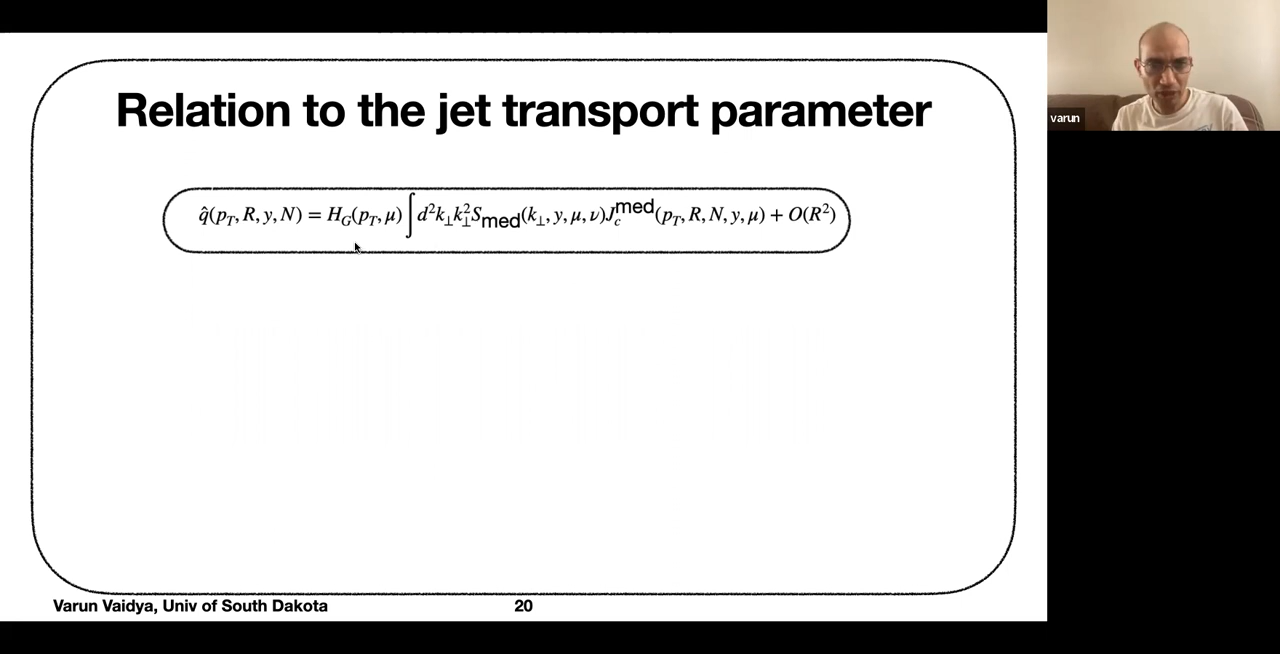 Relation to the jet transport parameter
q̂(p_T, R, y, N) = H_G(p_T, μ) ∫ d²k_⊥ k_⊥² S_med(k_⊥, y, μ, ν) J_c^med(p_T, R, N, y, μ) + O(R²)
Varun Vaidya, Univ of South Dakota
20
varun